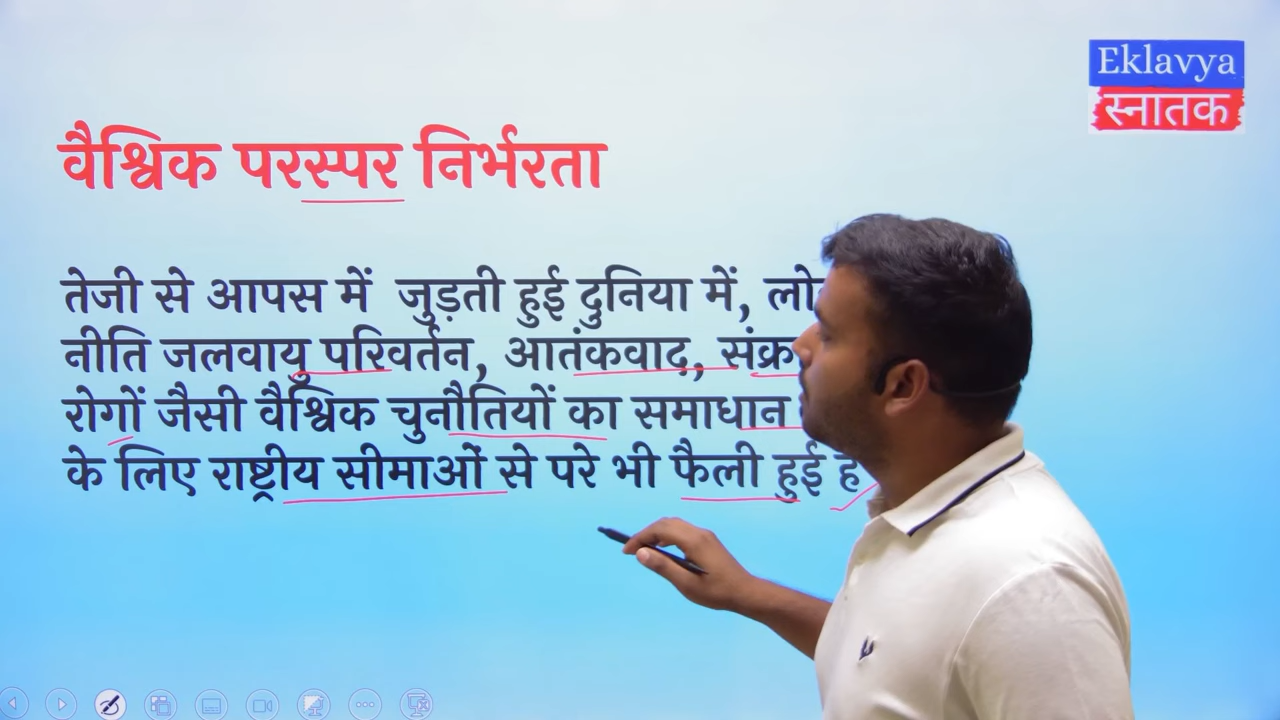 Eklavya
स्नातक
वैश्विक परस्पर निर्भरता
तेजी से आपस में जुड़ती हुई दुनिया में,
नीति जलवायु परिवर्तन, आतंकवाद,
रोगों जैसी वैश्विक चुनौतियों का समाधान
के लिए राष्ट्रीय सीमाओं से परे भी फैली हुई